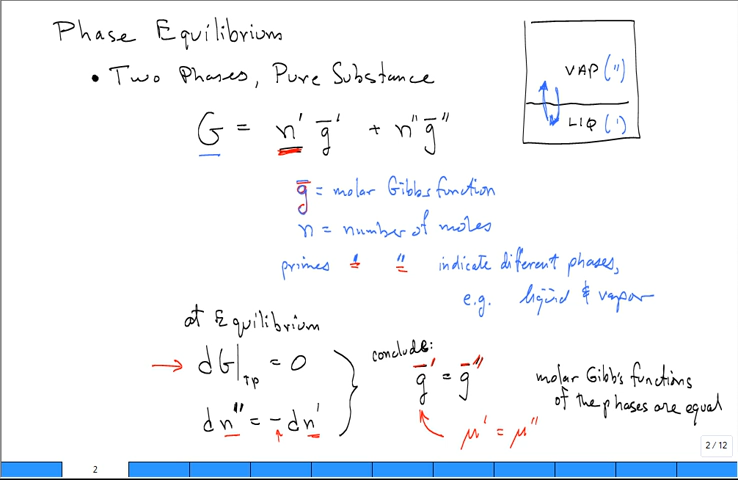 Phase Equilibrium
• Two Phases, Pure Substance
VAP (")
LIQ (')
G = n' g̅' + n" g̅"
g̅ = molar Gibbs function
n = number of moles
primes ' " indicate different phases,
e.g. liquid & vapor
at Equilibrium
→ dG|TP = 0
dn" = - dn'
conclude:
g̅' = g̅"
μ' = μ"
molar Gibb's functions
of the phases are equal
2 / 12
2